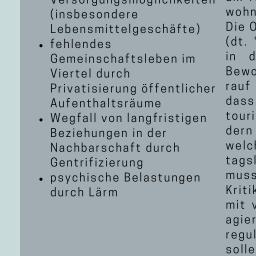 Versorgungsmöglichkeiten
(insbesondere
Lebensmittelgeschäfte)
• fehlendes
Gemeinschaftsleben im
Viertel durch
Privatisierung öffentlicher
Aufenthaltsräume
• Wegfall von langfristigen
Beziehungen in der
Nachbarschaft durch
Gentrifizierung
• psychische Belastungen
durch Lärm
wohn
Die O
(dt. "
in d
Bewo
rauf
dass
touri
dern
welch
tagsl
muss
Kritik
mit v
agier
regul
solle